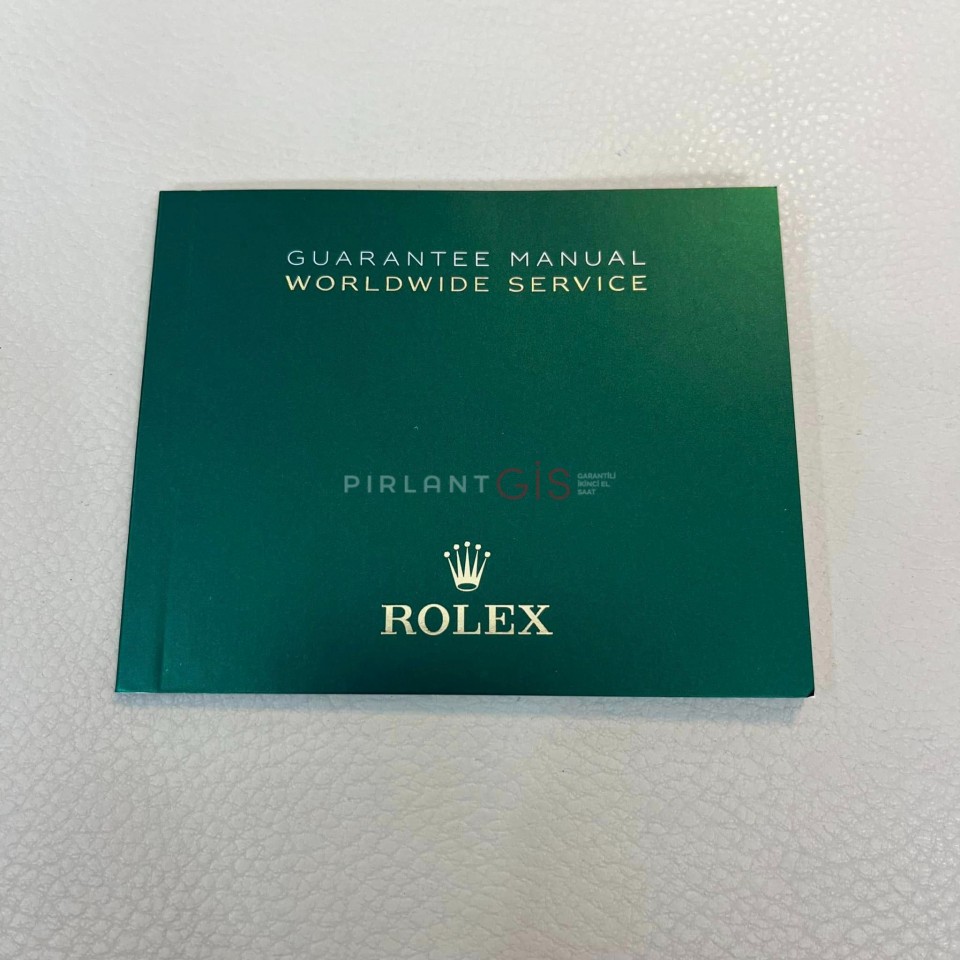 GUARANTEE MANUAL
WORLDWIDE SERVICE
PIRLANTGİS
GARANTİLİ
İKİNCİ EL
SAAT
ROLEX